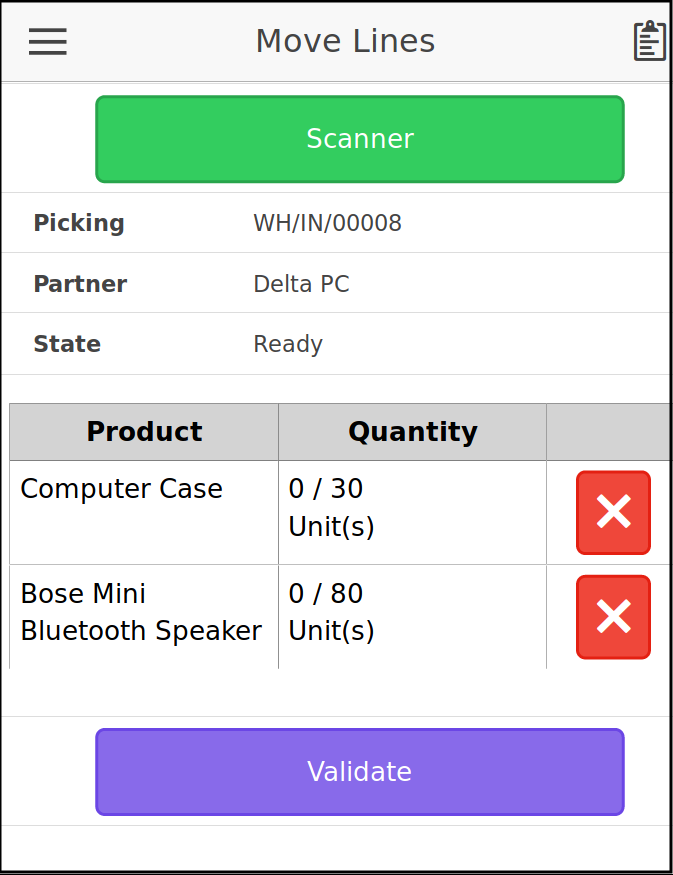 Move Lines
Scanner
Picking WH/IN/00008
Partner Delta PC
State Ready
Product Quantity
Computer Case 0 / 30
Unit(s)
Bose Mini 0 / 80
Bluetooth Speaker Unit(s)
Validate